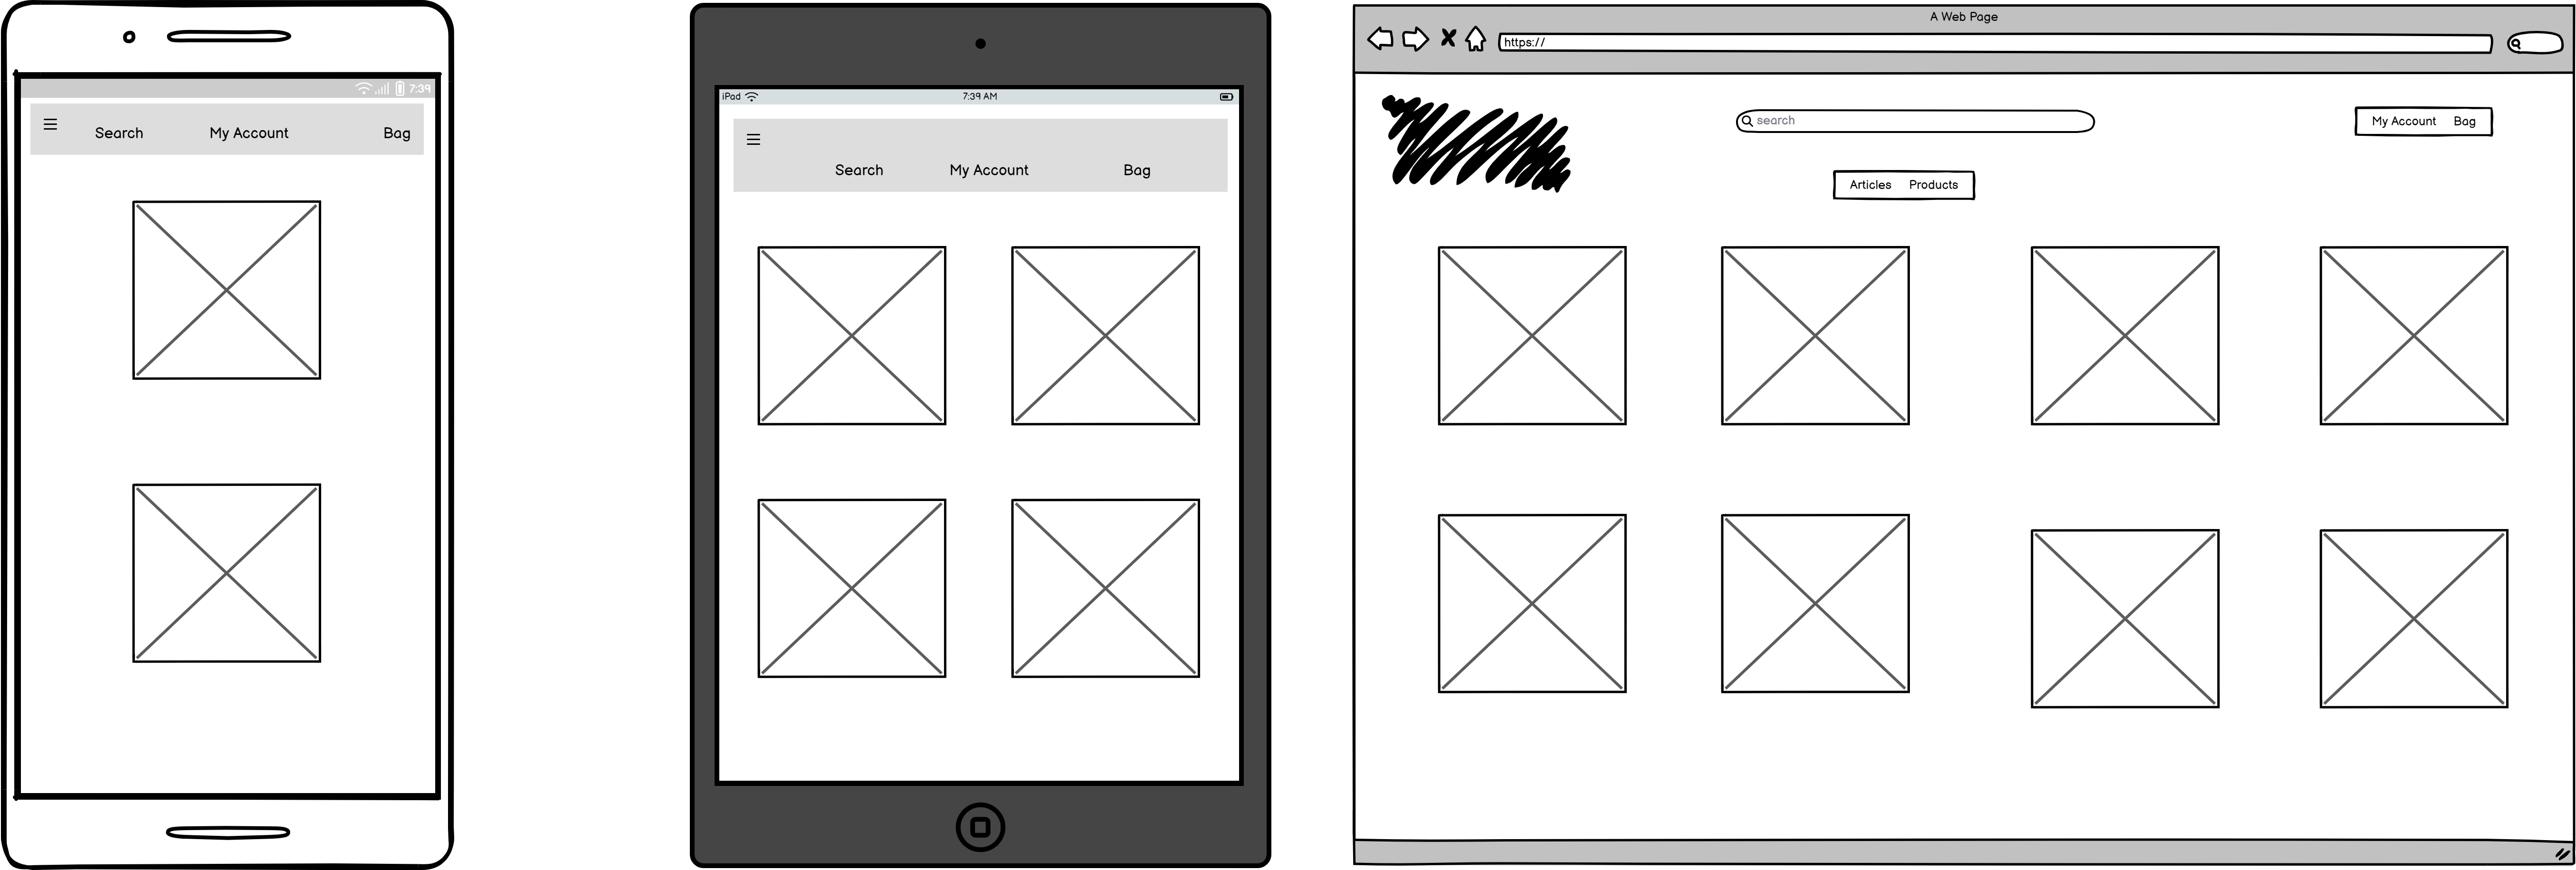 7:39
Search My Account Bag
iPad 7:39 AM
Search My Account Bag
A Web Page
https://
search
My Account Bag
Articles Products